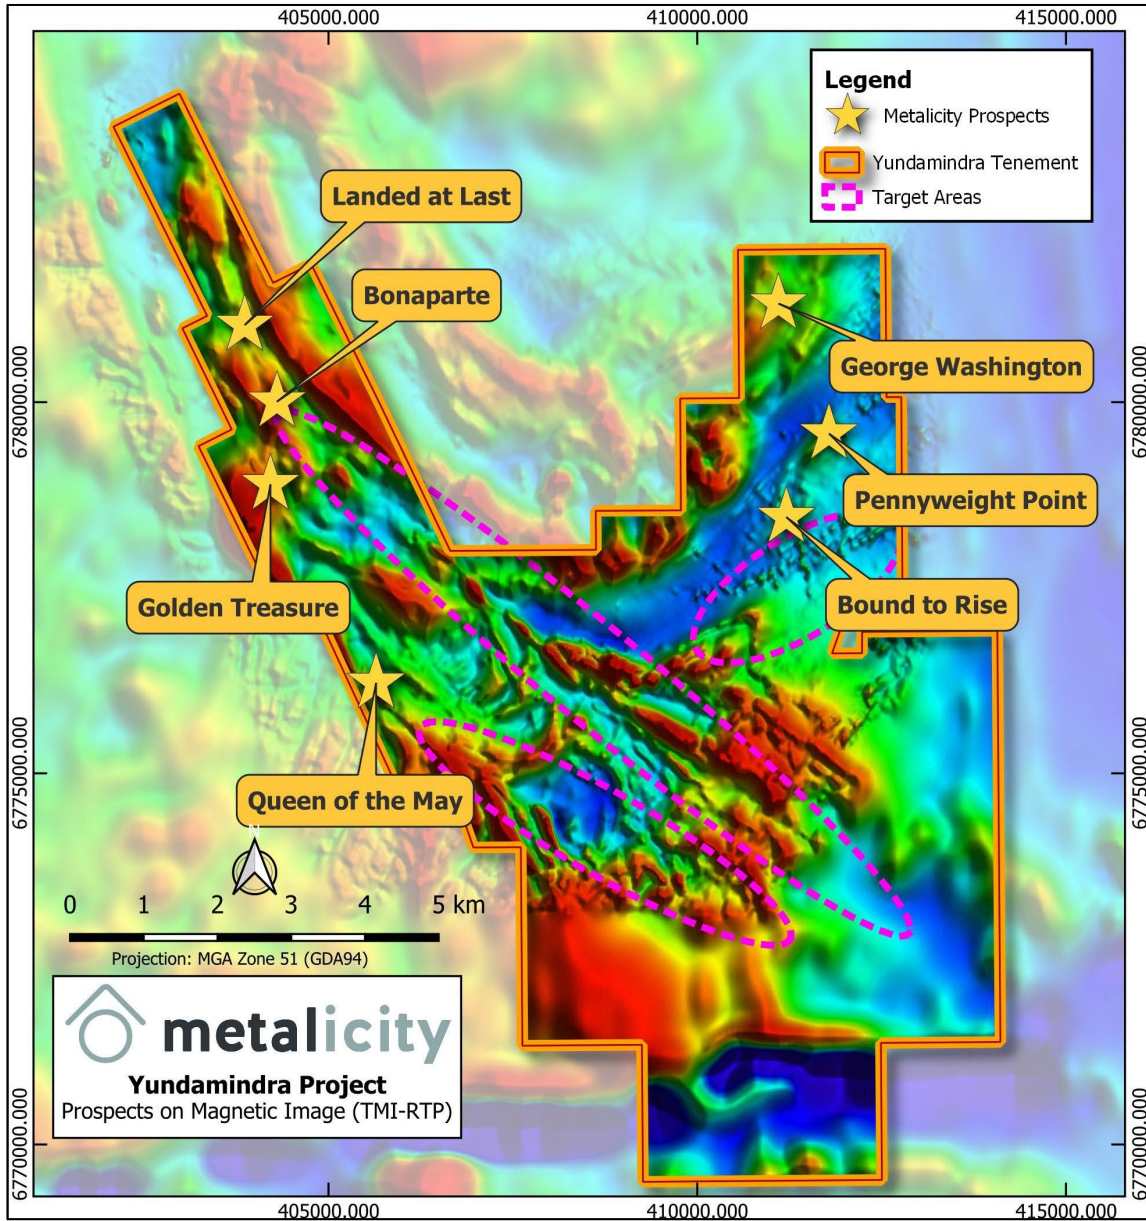 405000.000
410000.000
415000.000
Legend
Metalicity Prospects
Yundamindra Tenement
Target Areas
Landed at Last
Bonaparte
George Washington
6780000.000
6780000.000
Pennyweight Point
Golden Treasure
Bound to Rise
6775000.000
6775000.000
Queen of the May
N
0 1 2 3 4 5 km
Projection: MGA Zone 51 (GDA94)
metalicity
Yundamindra Project
Prospects on Magnetic Image (TMI-RTP)
6770000.000
6770000.000
405000.000
410000.000
415000.000